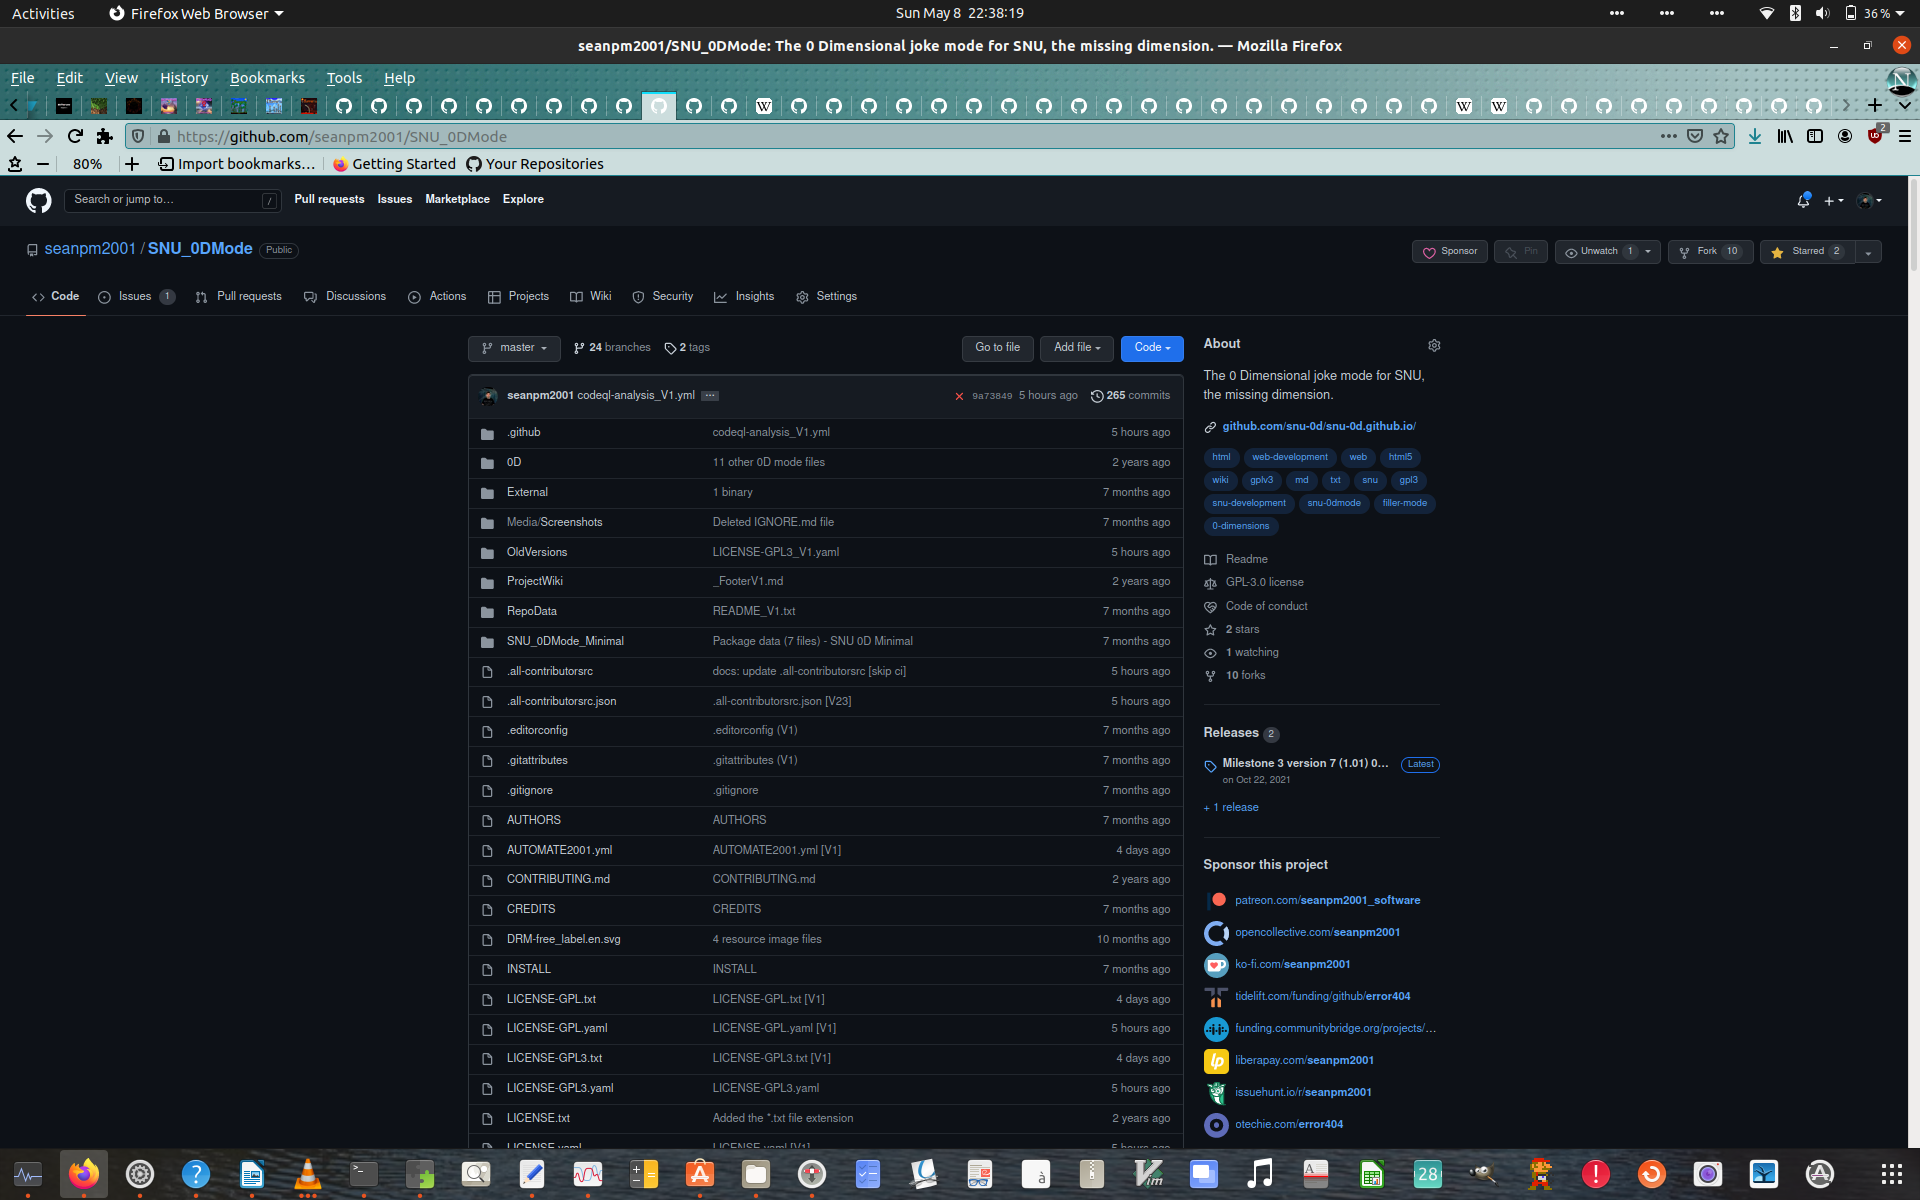 Activities Firefox Web Browser Sun May 8 22:38:19 36 %
seanpm2001/SNU_0DMode: The 0 Dimensional joke mode for SNU, the missing dimension. — Mozilla Firefox
File Edit View History Bookmarks Tools Help
https://github.com/seanpm2001/SNU_0DMode 2
80% Import bookmarks… Getting Started Your Repositories
Search or jump to… / Pull requests Issues Marketplace Explore
seanpm2001 / SNU_0DMode Public Sponsor Pin Unwatch 1 Fork 10 Starred 2
Code Issues 1 Pull requests Discussions Actions Projects Wiki Security Insights Settings
master 24 branches 2 tags Go to file Add file Code
seanpm2001 codeql-analysis_V1.yml ... 9a73849 5 hours ago 265 commits
.github codeql-analysis_V1.yml 5 hours ago
0D 11 other 0D mode files 2 years ago
External 1 binary 7 months ago
Media/Screenshots Deleted IGNORE.md file 7 months ago
OldVersions LICENSE-GPL3_V1.yaml 5 hours ago
ProjectWiki _FooterV1.md 2 years ago
RepoData README_V1.txt 7 months ago
SNU_0DMode_Minimal Package data (7 files) - SNU 0D Minimal 7 months ago
.all-contributorsrc docs: update .all-contributorsrc [skip ci] 5 hours ago
.all-contributorsrc.json .all-contributorsrc.json [V23] 5 hours ago
.editorconfig .editorconfig (V1) 7 months ago
.gitattributes .gitattributes (V1) 7 months ago
.gitignore .gitignore 7 months ago
AUTHORS AUTHORS 7 months ago
AUTOMATE2001.yml AUTOMATE2001.yml [V1] 4 days ago
CONTRIBUTING.md CONTRIBUTING.md 2 years ago
CREDITS CREDITS 7 months ago
DRM-free_label.en.svg 4 resource image files 10 months ago
INSTALL INSTALL 7 months ago
LICENSE-GPL.txt LICENSE-GPL.txt [V1] 4 days ago
LICENSE-GPL.yaml LICENSE-GPL.yaml [V1] 5 hours ago
LICENSE-GPL3.txt LICENSE-GPL3.txt [V1] 4 days ago
LICENSE-GPL3.yaml LICENSE-GPL3.yaml 5 hours ago
LICENSE.txt Added the *.txt file extension 2 years ago
LICENSE.yaml LICENSE.yaml [V1] 5 hours ago
About
The 0 Dimensional joke mode for SNU,
the missing dimension.
github.com/snu-0d/snu-0d.github.io/
html web-development web html5
wiki gplv3 md txt snu gpl3
snu-development snu-0dmode filler-mode
0-dimensions
Readme
GPL-3.0 license
Code of conduct
2 stars
1 watching
10 forks
Releases 2
Milestone 3 version 7 (1.01) 0... Latest
on Oct 22, 2021
+ 1 release
Sponsor this project
patreon.com/seanpm2001_software
opencollective.com/seanpm2001
ko-fi.com/seanpm2001
tidelift.com/funding/github/error404
funding.communitybridge.org/projects/...
liberapay.com/seanpm2001
issuehunt.io/r/seanpm2001
otechie.com/error404
28